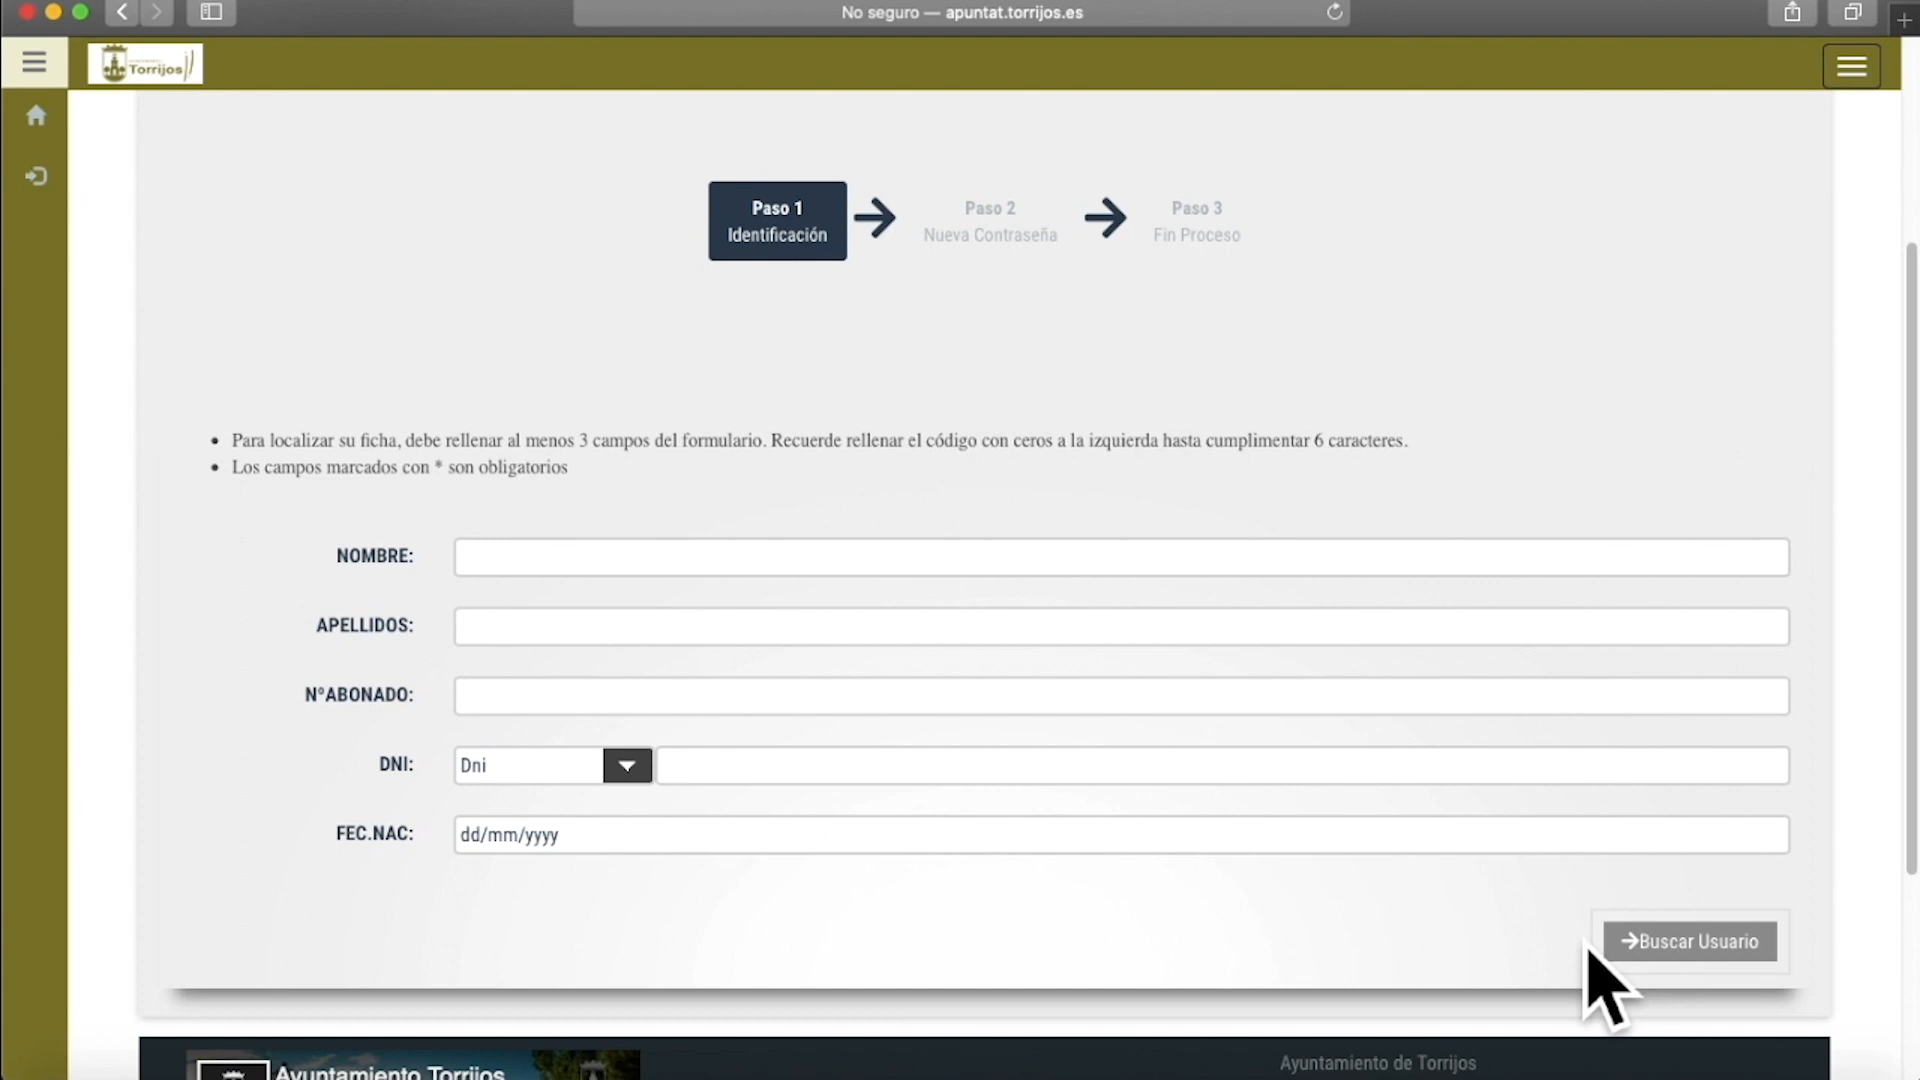 No seguro — apuntat.torrijos.es
Torrijos
Paso 1
Identificación
Paso 2
Nueva Contraseña
Paso 3
Fin Proceso
• Para localizar su ficha, debe rellenar al menos 3 campos del formulario. Recuerde rellenar el código con ceros a la izquierda hasta cumplimentar 6 caracteres.
• Los campos marcados con * son obligatorios
NOMBRE:
APELLIDOS:
NºABONADO:
DNI: Dni
FEC.NAC: dd/mm/yyyy
Buscar Usuario
Ayuntamiento de Torrijos
Ayuntamiento Torrijos